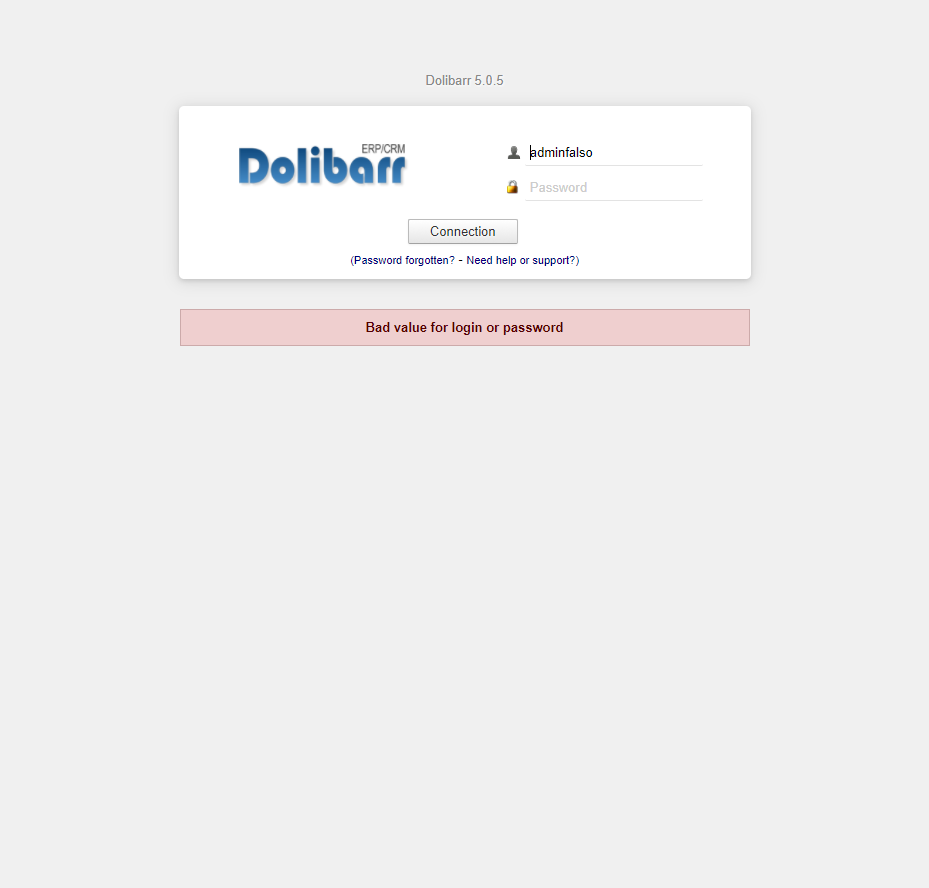 Dolibarr 5.0.5
ERP/CRM
Dolibarr
adminfalso
Password
Connection
(Password forgotten? - Need help or support?)
Bad value for login or password